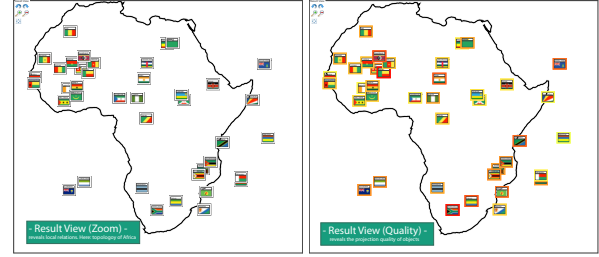 - Result View (Zoom) -
reveals local relations. Here: topology of Africa
- Result View (Quality) -
reveals the projection quality of objects